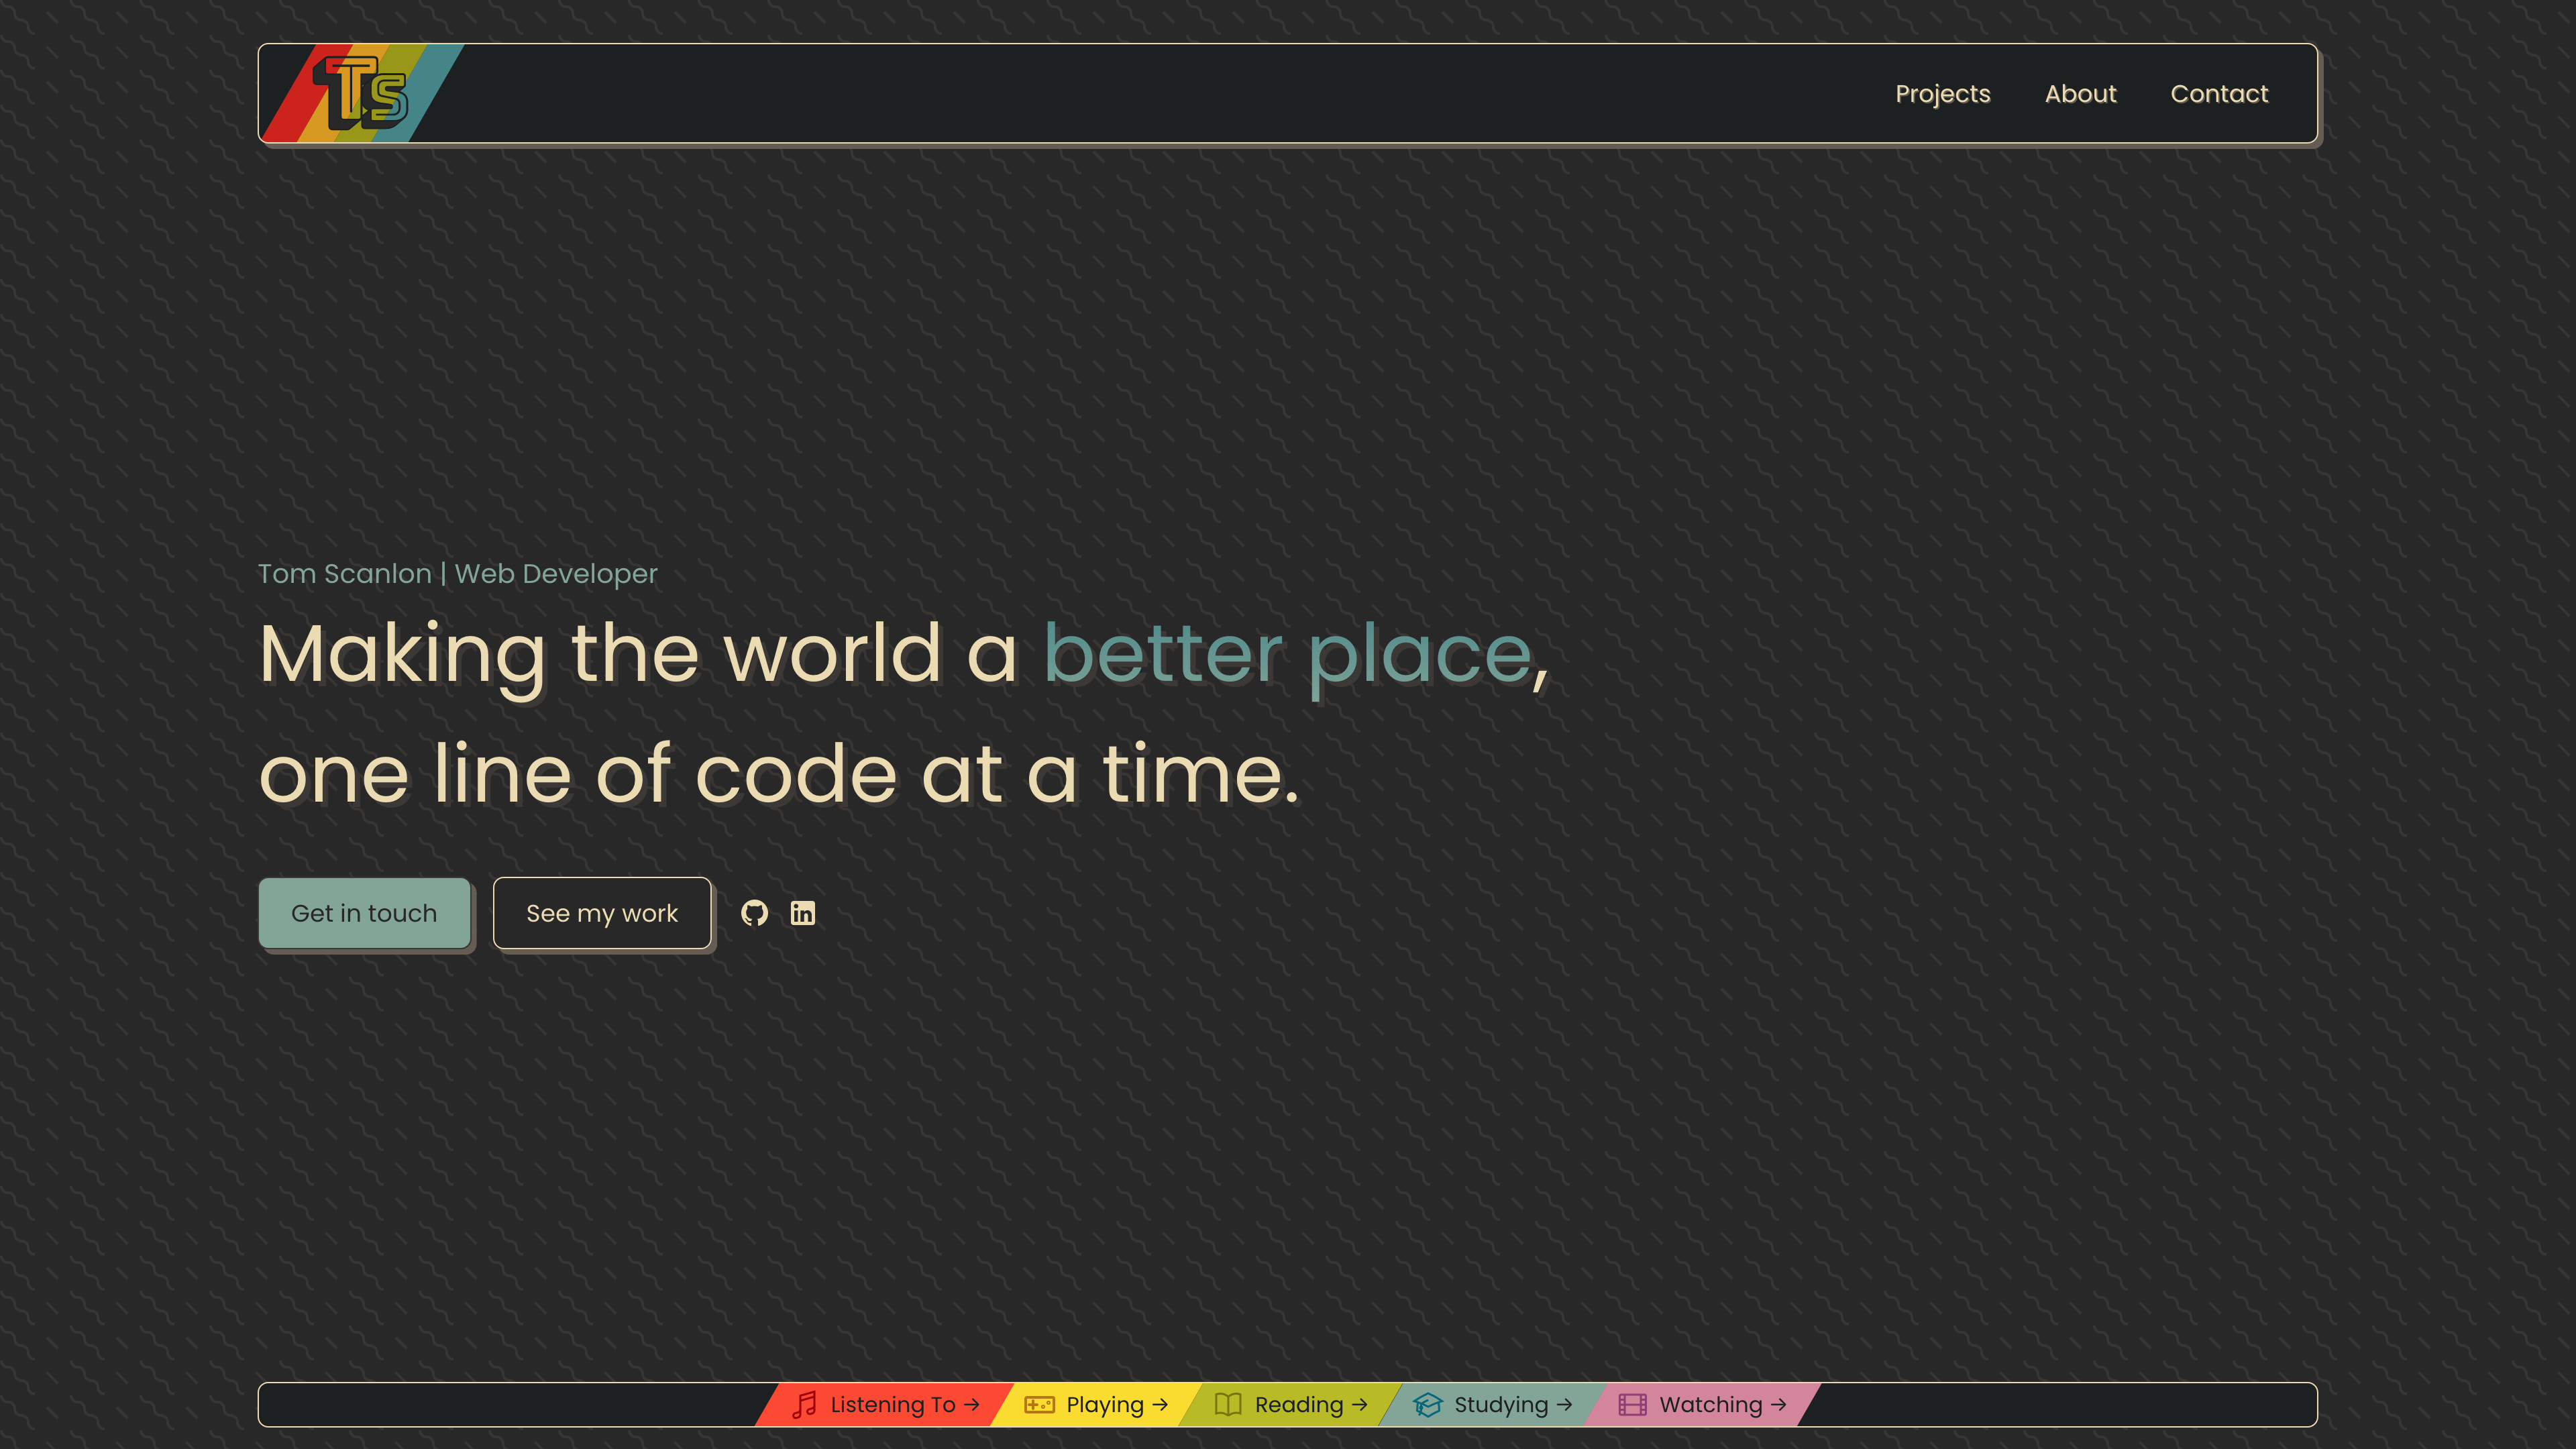 Ts
Projects About Contact
Tom Scanlon | Web Developer
Making the world a better place,
one line of code at a time.
Get in touch See my work in
Listening To → Playing → Reading → Studying → Watching →